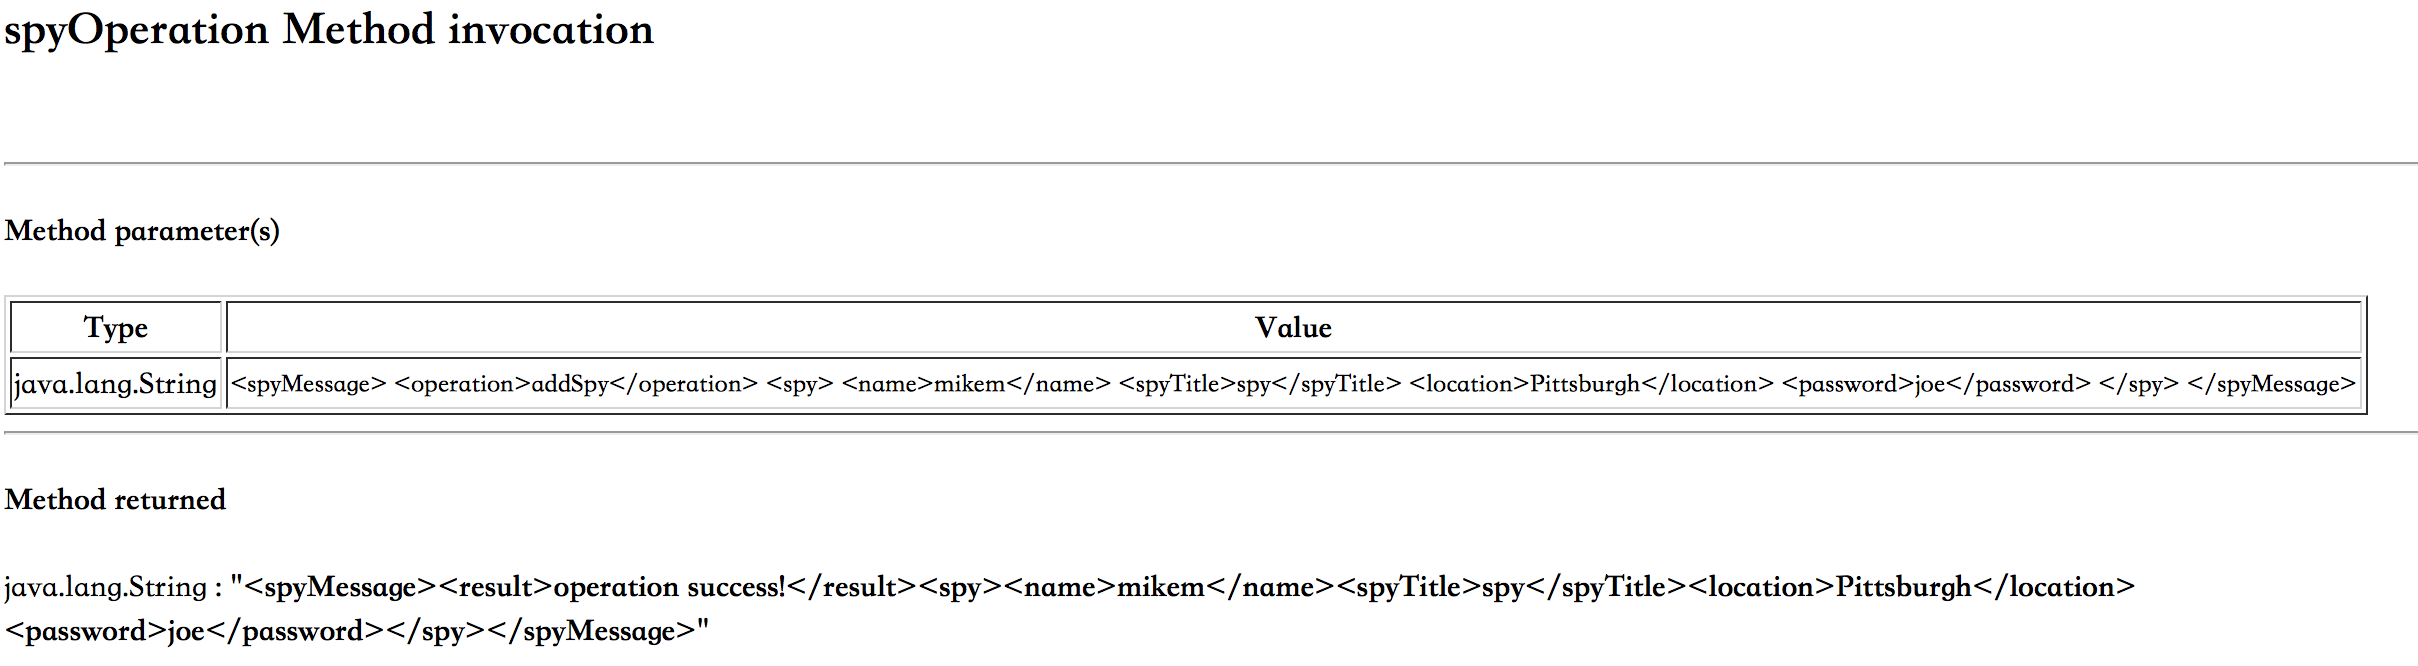 spyOperation Method invocation
Method parameter(s)
Type Value
java.lang.String <spyMessage> <operation>addSpy</operation> <spy> <name>mikem</name> <spyTitle>spy</spyTitle> <location>Pittsburgh</location> <password>joe</password> </spy> </spyMessage>
Method returned
java.lang.String : "<spyMessage><result>operation success!</result><spy><name>mikem</name><spyTitle>spy</spyTitle><location>Pittsburgh</location>
<password>joe</password></spy></spyMessage>"